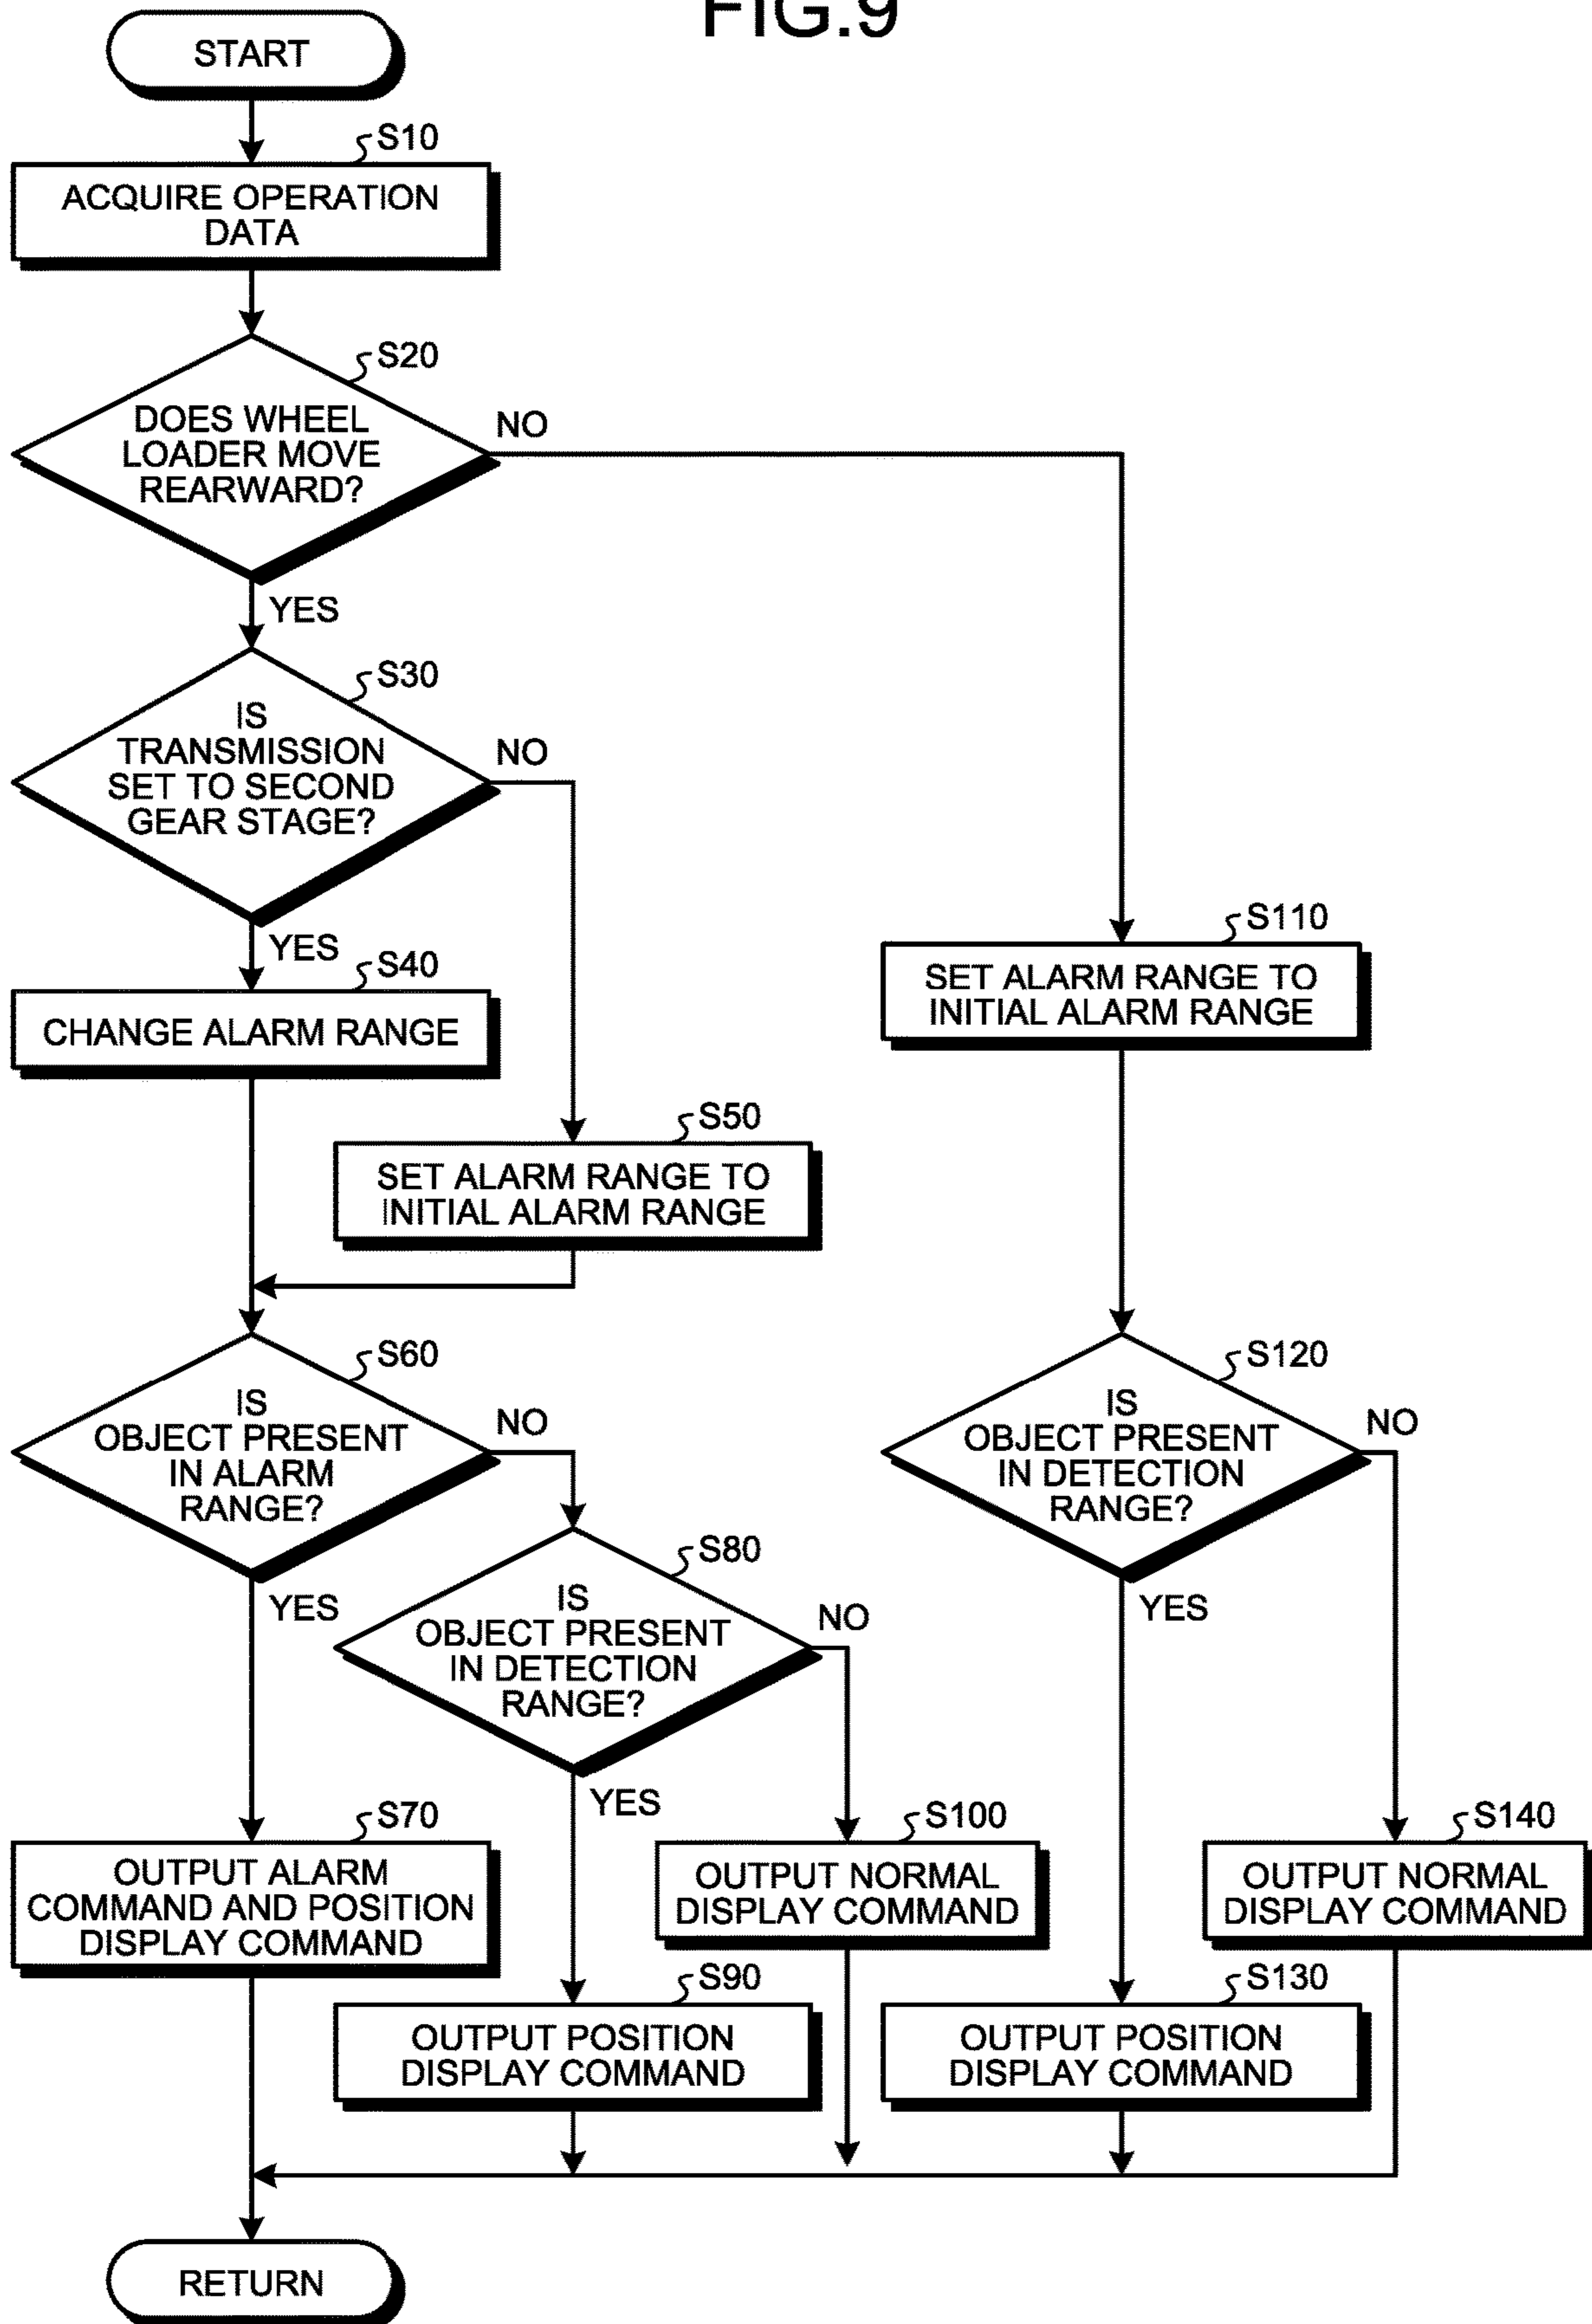 FIG.9
START
S10
ACQUIRE OPERATION
DATA
S20
DOES WHEEL
LOADER MOVE
REARWARD?
NO
YES
S30
IS
TRANSMISSION
SET TO SECOND
GEAR STAGE?
NO
YES
S40
CHANGE ALARM RANGE
S50
SET ALARM RANGE TO
INITIAL ALARM RANGE
S110
SET ALARM RANGE TO
INITIAL ALARM RANGE
S60
IS
OBJECT PRESENT
IN ALARM
RANGE?
NO
YES
S80
IS
OBJECT PRESENT
IN DETECTION
RANGE?
NO
YES
S120
IS
OBJECT PRESENT
IN DETECTION
RANGE?
NO
YES
S70
OUTPUT ALARM
COMMAND AND POSITION
DISPLAY COMMAND
S100
OUTPUT NORMAL
DISPLAY COMMAND
S140
OUTPUT NORMAL
DISPLAY COMMAND
S90
OUTPUT POSITION
DISPLAY COMMAND
S130
OUTPUT POSITION
DISPLAY COMMAND
RETURN